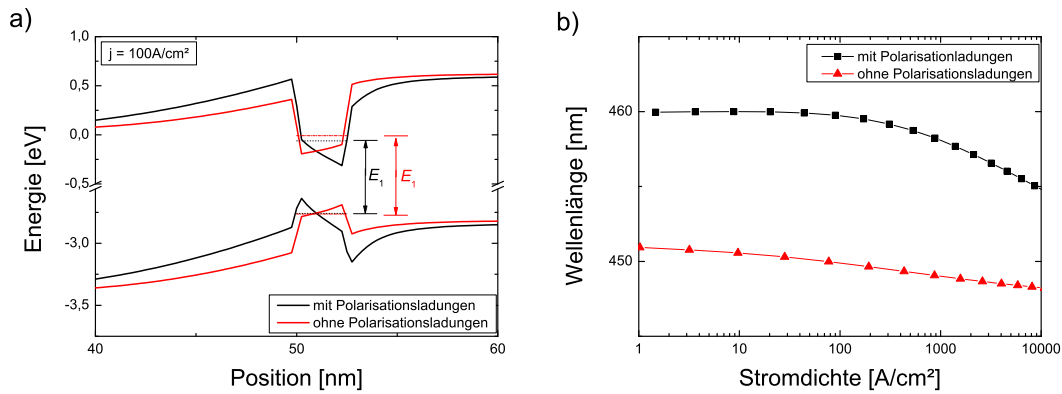 a)
j = 100A/cm²
1,0
0,5
0,0
-0,5
-3,0
-3,5
Energie [eV]
E₁
E₁
mit Polarisationsladungen
ohne Polarisationsladungen
40
50
60
Position [nm]
b)
mit Polarisationladungen
ohne Polarisationsladungen
460
450
Wellenlänge [nm]
1
10
100
1000
10000
Stromdichte [A/cm²]